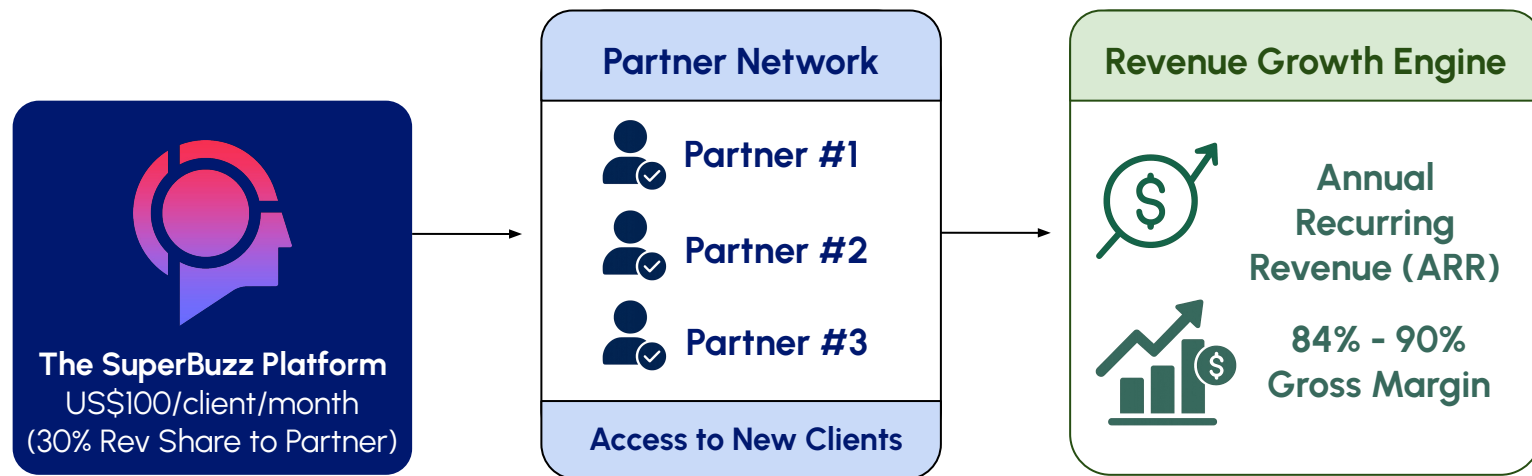 The SuperBuzz Platform
US$100/client/month
(30% Rev Share to Partner)
Partner Network
Partner #1
Partner #2
Partner #3
Access to New Clients
Revenue Growth Engine
$
Annual
Recurring
Revenue (ARR)
$
84% - 90%
Gross Margin